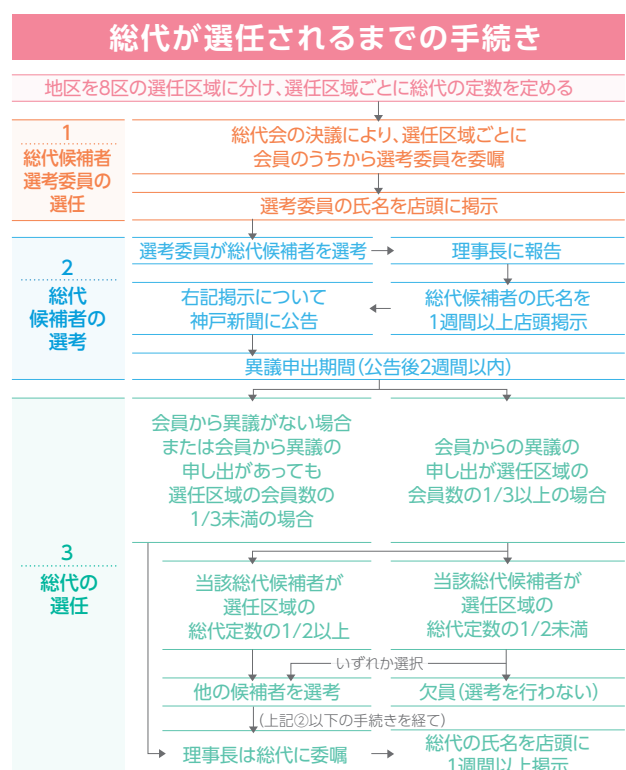 総代が選任されるまでの手続き
地区を8区の選任区域に分け、選任区域ごとに総代の定数を定める
1
総代候補者
選考委員の
選任
総代会の決議により、選任区域ごとに
会員のうちから選考委員を委嘱
選考委員の氏名を店頭に掲示
2
総代
候補者の
選考
選考委員が総代候補者を選考
理事長に報告
総代候補者の氏名を
1週間以上店頭掲示
右記掲示について
神戸新聞に公告
異議申出期間（公告後2週間以内）
3
総代の
選任
会員から異議がない場合
または会員から異議の
申し出があっても
選任区域の会員数の
1/3未満の場合
会員からの異議の
申し出が選任区域の
会員数の1/3以上の場合
当該総代候補者が
選任区域の
総代定数の1/2以上
当該総代候補者が
選任区域の
総代定数の1/2未満
いずれか選択
他の候補者を選考
欠員（選考を行わない）
（上記②以下の手続きを経て）
理事長は総代に委嘱
総代の氏名を店頭に
1週間以上掲示